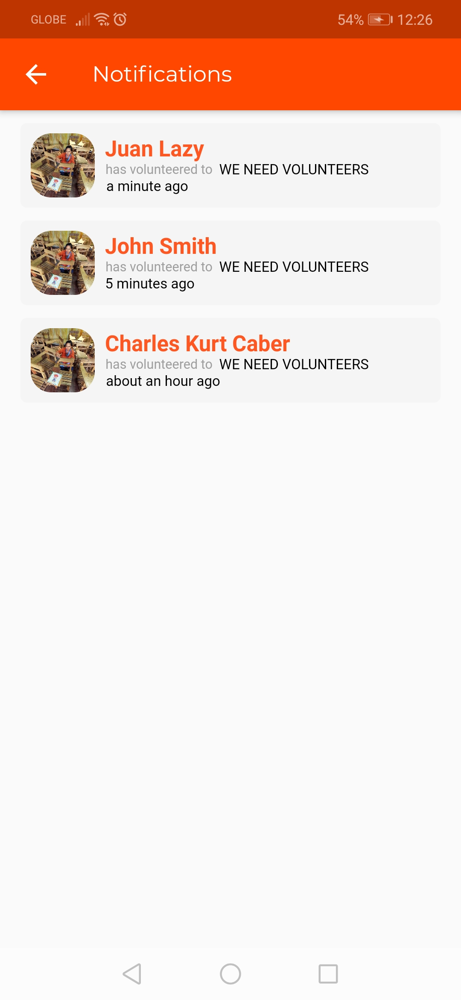 GLOBE 54% 12:26
Notifications
Juan Lazy
has volunteered to WE NEED VOLUNTEERS
a minute ago
John Smith
has volunteered to WE NEED VOLUNTEERS
5 minutes ago
Charles Kurt Caber
has volunteered to WE NEED VOLUNTEERS
about an hour ago